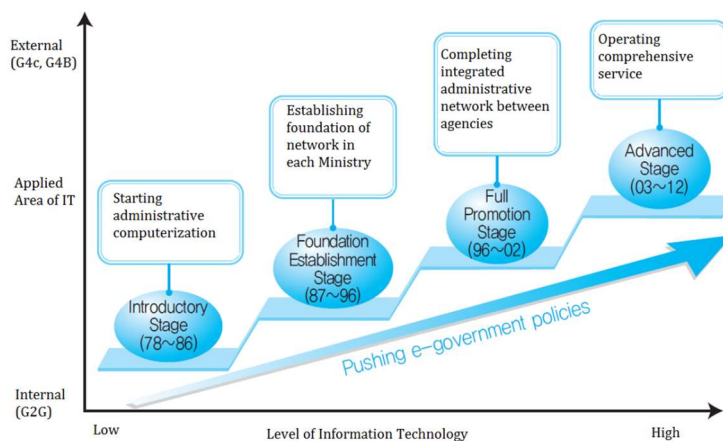 External
(G4c, G4B)
Applied
Area of IT
Internal
(G2G)
Starting
administrative
computerization
Introductory
Stage
(78～86)
Establishing
foundation of
network in
each Ministry
Foundation
Establishment
Stage
(87～96)
Completing
integrated
administrative
network between
agencies
Full
Promotion
Stage
(96～02)
Operating
comprehensive
service
Advanced
Stage
(03～12)
Pushing e-government policies
Low
Level of Information Technology
High